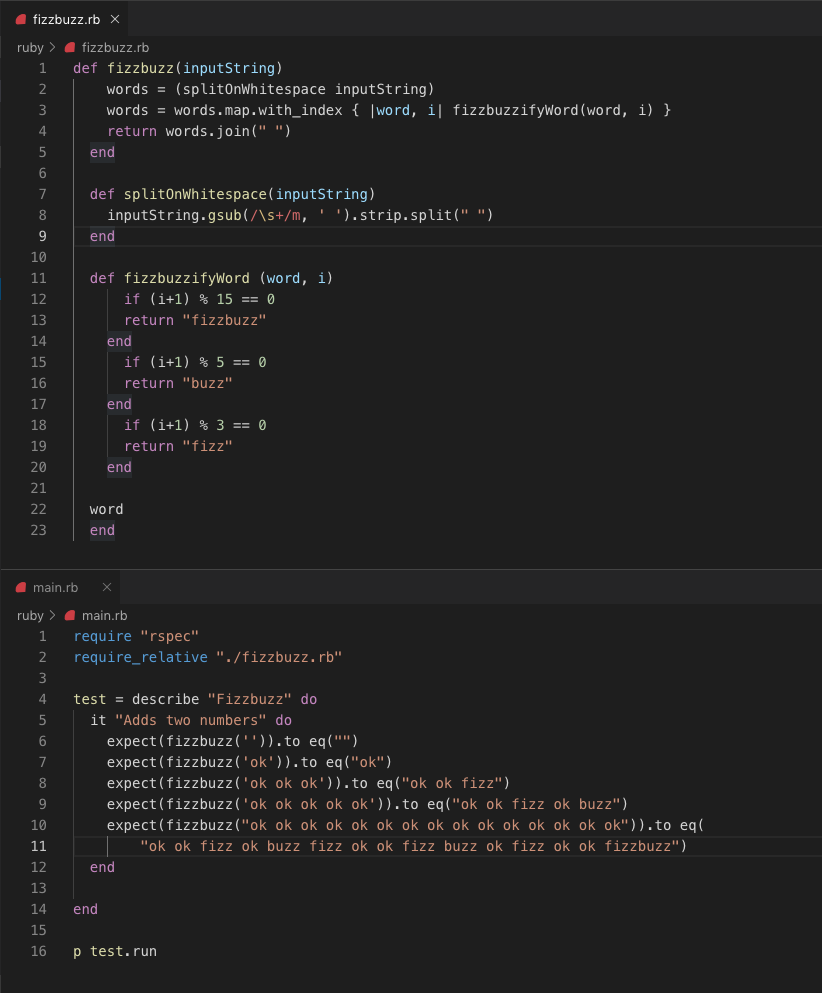 fizzbuzz.rb ×
ruby > fizzbuzz.rb
1 def fizzbuzz(inputString)
2 words = (splitOnWhitespace inputString)
3 words = words.map.with_index { |word, i| fizzbuzzifyWord(word, i) }
4 return words.join(" ")
5 end
6
7 def splitOnWhitespace(inputString)
8 inputString.gsub(/\s+/m, ' ').strip.split(" ")
9 end
10
11 def fizzbuzzifyWord (word, i)
12 if (i+1) % 15 == 0
13 return "fizzbuzz"
14 end
15 if (i+1) % 5 == 0
16 return "buzz"
17 end
18 if (i+1) % 3 == 0
19 return "fizz"
20 end
21
22 word
23 end
main.rb ×
ruby > main.rb
1 require "rspec"
2 require_relative "./fizzbuzz.rb"
3
4 test = describe "Fizzbuzz" do
5 it "Adds two numbers" do
6 expect(fizzbuzz('')).to eq("")
7 expect(fizzbuzz('ok')).to eq("ok")
8 expect(fizzbuzz('ok ok ok')).to eq("ok ok fizz")
9 expect(fizzbuzz('ok ok ok ok ok')).to eq("ok ok fizz ok buzz")
10 expect(fizzbuzz("ok ok ok ok ok ok ok ok ok ok ok ok ok ok ok")).to eq(
11 "ok ok fizz ok buzz fizz ok ok fizz buzz ok fizz ok ok fizzbuzz")
12 end
13
14 end
15
16 p test.run